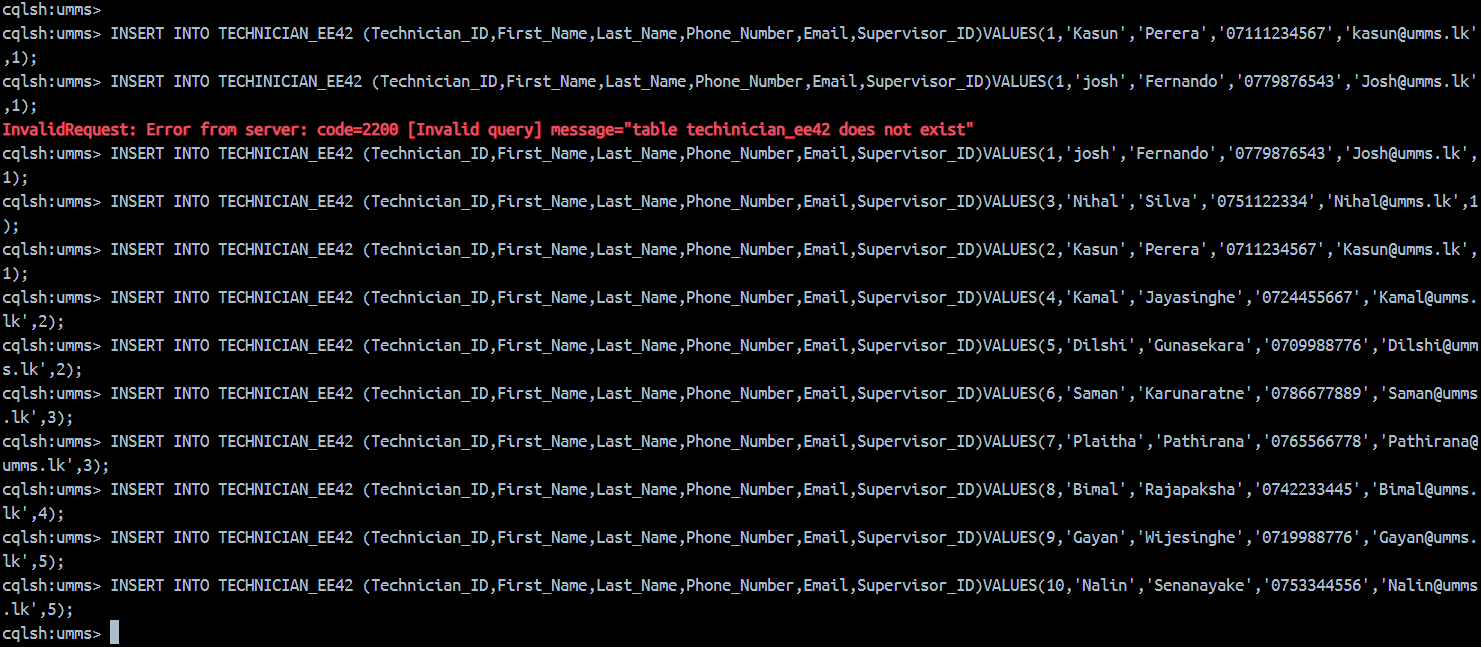 cqlsh:umms>
cqlsh:umms> INSERT INTO TECHNICIAN_EE42 (Technician_ID,First_Name,Last_Name,Phone_Number,Email,Supervisor_ID)VALUES(1,'Kasun','Perera','07111234567','kasun@umms.lk'
,1);
cqlsh:umms> INSERT INTO TECHINICIAN_EE42 (Technician_ID,First_Name,Last_Name,Phone_Number,Email,Supervisor_ID)VALUES(1,'josh','Fernando','0779876543','Josh@umms.lk'
,1);
InvalidRequest: Error from server: code=2200 [Invalid query] message="table techinician_ee42 does not exist"
cqlsh:umms> INSERT INTO TECHNICIAN_EE42 (Technician_ID,First_Name,Last_Name,Phone_Number,Email,Supervisor_ID)VALUES(1,'josh','Fernando','0779876543','Josh@umms.lk',
1);
cqlsh:umms> INSERT INTO TECHNICIAN_EE42 (Technician_ID,First_Name,Last_Name,Phone_Number,Email,Supervisor_ID)VALUES(3,'Nihal','Silva','0751122334','Nihal@umms.lk',1
);
cqlsh:umms> INSERT INTO TECHNICIAN_EE42 (Technician_ID,First_Name,Last_Name,Phone_Number,Email,Supervisor_ID)VALUES(2,'Kasun','Perera','0711234567','Kasun@umms.lk',
1);
cqlsh:umms> INSERT INTO TECHNICIAN_EE42 (Technician_ID,First_Name,Last_Name,Phone_Number,Email,Supervisor_ID)VALUES(4,'Kamal','Jayasinghe','0724455667','Kamal@umms.
lk',2);
cqlsh:umms> INSERT INTO TECHNICIAN_EE42 (Technician_ID,First_Name,Last_Name,Phone_Number,Email,Supervisor_ID)VALUES(5,'Dilshi','Gunasekara','0709988776','Dilshi@umm
s.lk',2);
cqlsh:umms> INSERT INTO TECHNICIAN_EE42 (Technician_ID,First_Name,Last_Name,Phone_Number,Email,Supervisor_ID)VALUES(6,'Saman','Karunaratne','0786677889','Saman@umms
.lk',3);
cqlsh:umms> INSERT INTO TECHNICIAN_EE42 (Technician_ID,First_Name,Last_Name,Phone_Number,Email,Supervisor_ID)VALUES(7,'Plaitha','Pathirana','0765566778','Pathirana@
umms.lk',3);
cqlsh:umms> INSERT INTO TECHNICIAN_EE42 (Technician_ID,First_Name,Last_Name,Phone_Number,Email,Supervisor_ID)VALUES(8,'Bimal','Rajapaksha','0742233445','Bimal@umms.
lk',4);
cqlsh:umms> INSERT INTO TECHNICIAN_EE42 (Technician_ID,First_Name,Last_Name,Phone_Number,Email,Supervisor_ID)VALUES(9,'Gayan','Wijesinghe','0719988776','Gayan@umms.
lk',5);
cqlsh:umms> INSERT INTO TECHNICIAN_EE42 (Technician_ID,First_Name,Last_Name,Phone_Number,Email,Supervisor_ID)VALUES(10,'Nalin','Senanayake','0753344556','Nalin@umms
.lk',5);
cqlsh:umms>